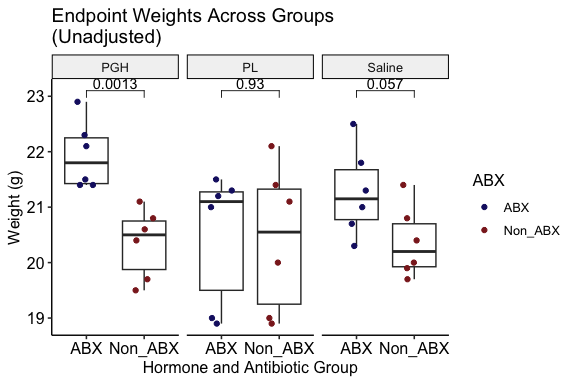 Endpoint Weights Across Groups
(Unadjusted)
PGH PL Saline
0.0013 0.93 0.057
23
22
21
20
19
Weight (g)
ABX Non_ABX ABX Non_ABX ABX Non_ABX
Hormone and Antibiotic Group
ABX
ABX
Non_ABX